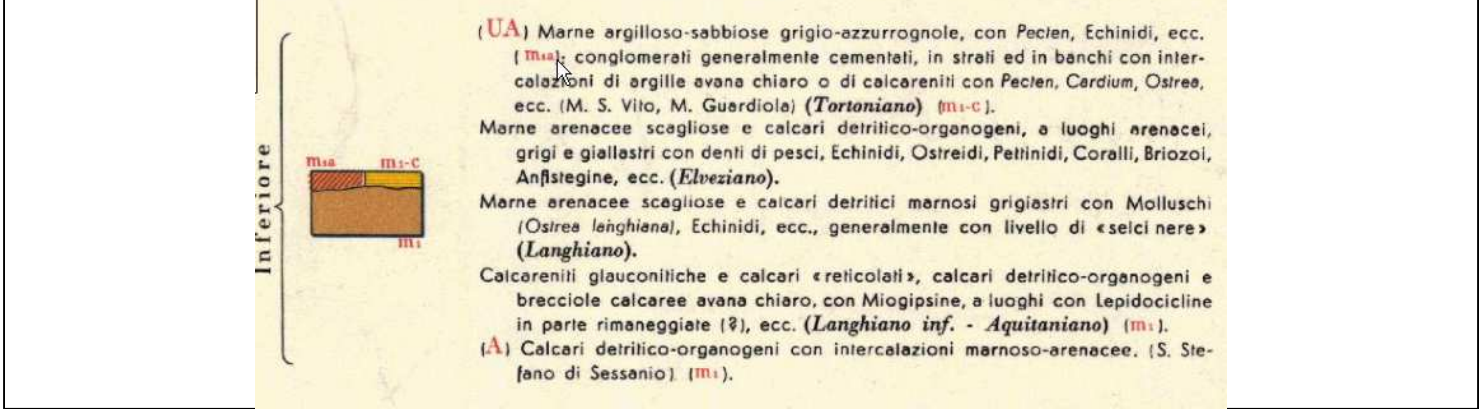 (UA) Marne argilloso-sabbiose grigio-azzurrognole, con Pecten, Echinidi, ecc.
(m₃a); conglomerati generalmente cementati, in strati ed in banchi con inter-
calazioni di argille avana chiaro o di calcareniti con Pecten, Cardium, Ostrea,
ecc. (M. S. Vito, M. Guardiola) (Tortoniano) (m₃-c).
Marne arenacee scagliose e calcari detritico-organogeni, a luoghi arenacei,
grigi e giallastri con denti di pesci, Echinidi, Ostreidi, Pettinidi, Coralli, Briozoi,
Anfistegine, ecc. (Elveziano).
Marne arenacee scagliose e calcari detritici marnosi grigiastri con Molluschi
(Ostrea langhiana), Echinidi, ecc., generalmente con livello di «selci nere»
(Langhiano).
Calcareniti glauconitiche e calcari «reticolati», calcari detritico-organogeni e
brecciole calcaree avana chiaro, con Miogipsine, a luoghi con Lepidocicline
in parte rimaneggiate (?), ecc. (Langhiano inf. - Aquitaniano) (m₁).
(A) Calcari detritico-organogeni con intercalazioni marnoso-arenacee. (S. Ste-
fano di Sessanio) (m₁).
Inferiore
m₃a m₃-c
m₁